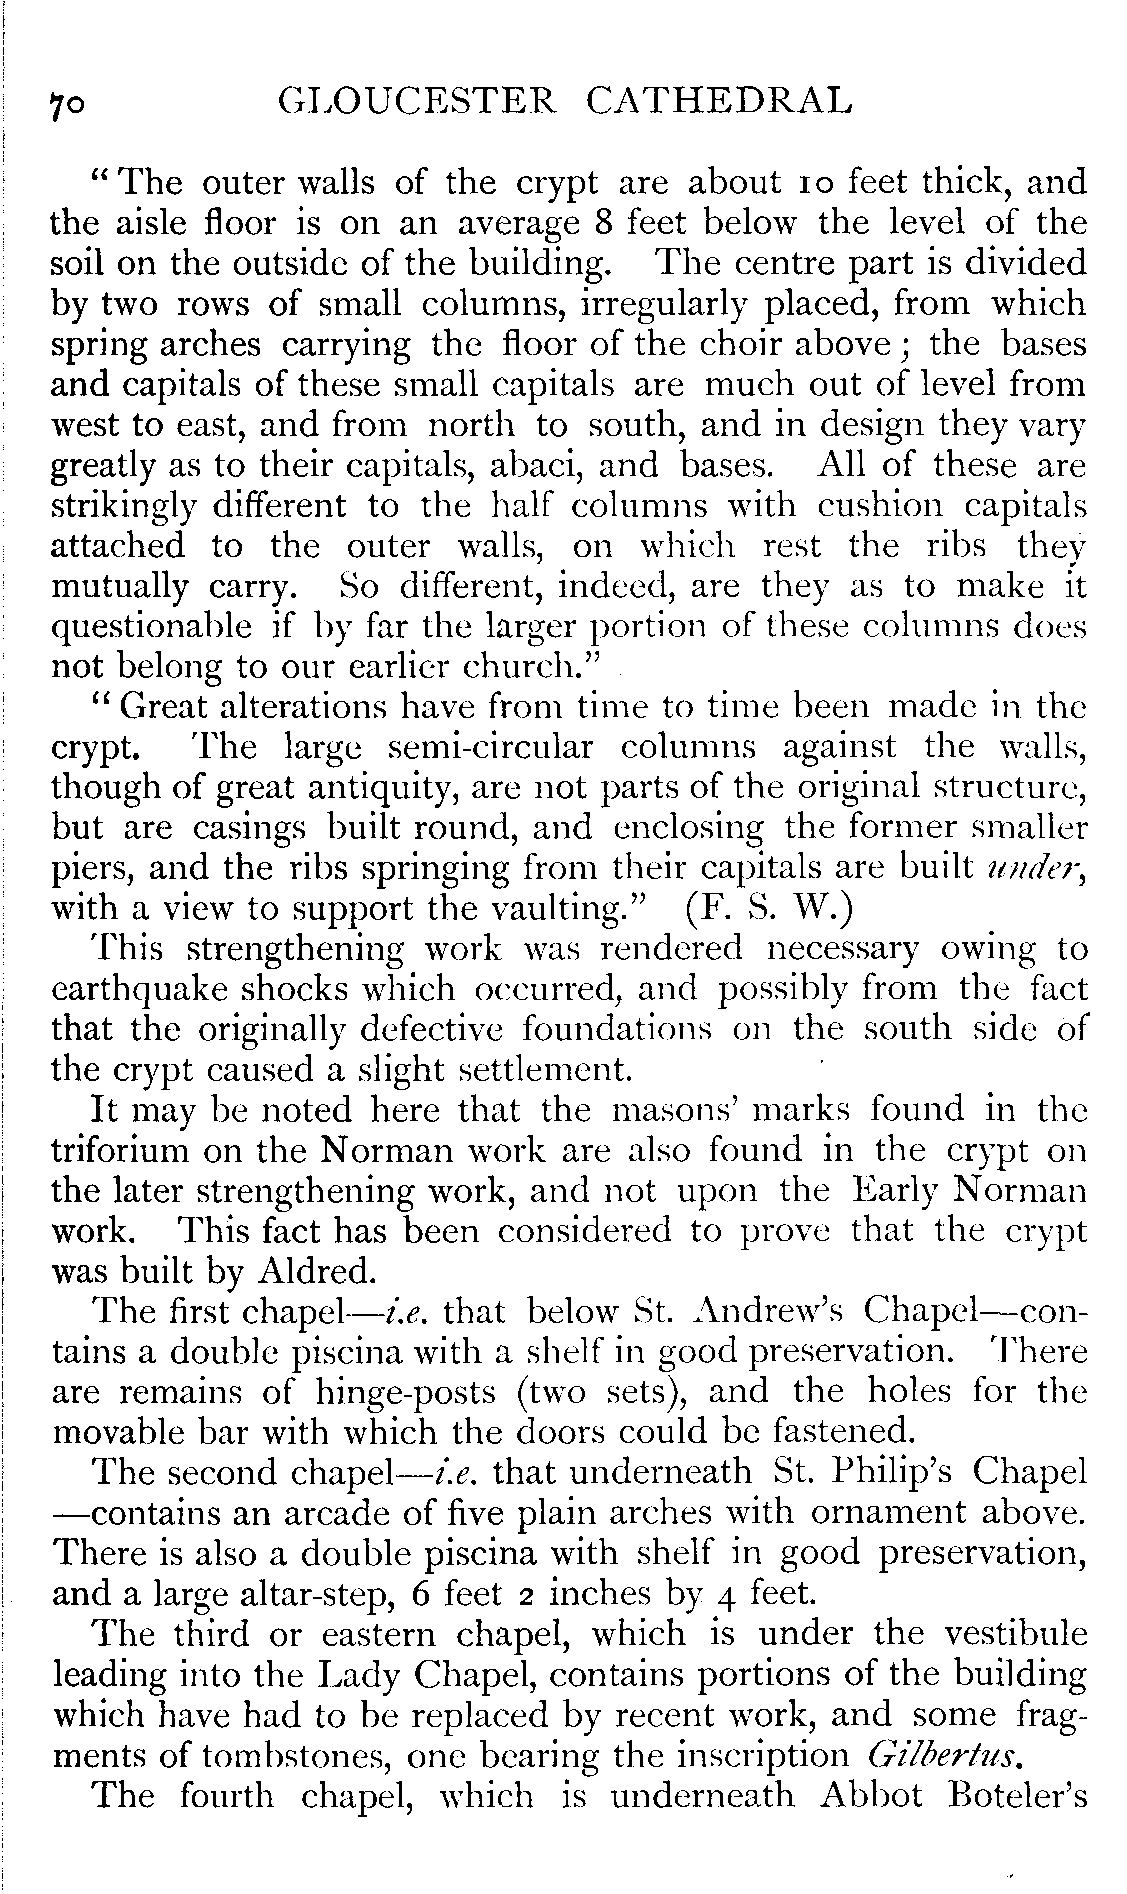 70 GLOUCESTER CATHEDRAL
“ The outer walls of the crypt are about 10 feet thick, and
the aisle floor is on an average 8 feet below the level of the
soil on the outside of the building. The centre part is divided
by two rows of small columns, irregularly placed, from which
spring arches carrying the floor of the choir above ; the bases
and capitals of these small capitals are much out of level from
west to east, and from north to south, and in design they vary
greatly as to their capitals, abaci, and bases. All of these are
strikingly different to the half columns with cushion capitals
attached to the outer walls, on which rest the ribs they
mutually carry. So different, indeed, are they as to make it
questionable if by far the larger portion of these columns does
not belong to our earlier church.”
“ Great alterations have from time to time been made in the
crypt. The large semi-circular columns against the walls,
though of great antiquity, are not parts of the original structure,
but are casings built round, and enclosing the former smaller
piers, and the ribs springing from their capitals are built under,
with a view to support the vaulting.” (F. S. W.)
This strengthening work was rendered necessary owing to
earthquake shocks which occurred, and possibly from the fact
that the originally defective foundations on the south side of
the crypt caused a slight settlement.
It may be noted here that the masons’ marks found in the
triforium on the Norman work are also found in the crypt on
the later strengthening work, and not upon the Early Norman
work. This fact has been considered to prove that the crypt
was built by Aldred.
The first chapel—i.e. that below St. Andrew’s Chapel—con-
tains a double piscina with a shelf in good preservation. There
are remains of hinge-posts (two sets), and the holes for the
movable bar with which the doors could be fastened.
The second chapel—i.e. that underneath St. Philip’s Chapel
—contains an arcade of five plain arches with ornament above.
There is also a double piscina with shelf in good preservation,
and a large altar-step, 6 feet 2 inches by 4 feet.
The third or eastern chapel, which is under the vestibule
leading into the Lady Chapel, contains portions of the building
which have had to be replaced by recent work, and some frag-
ments of tombstones, one bearing the inscription Gilbertus.
The fourth chapel, which is underneath Abbot Boteler’s